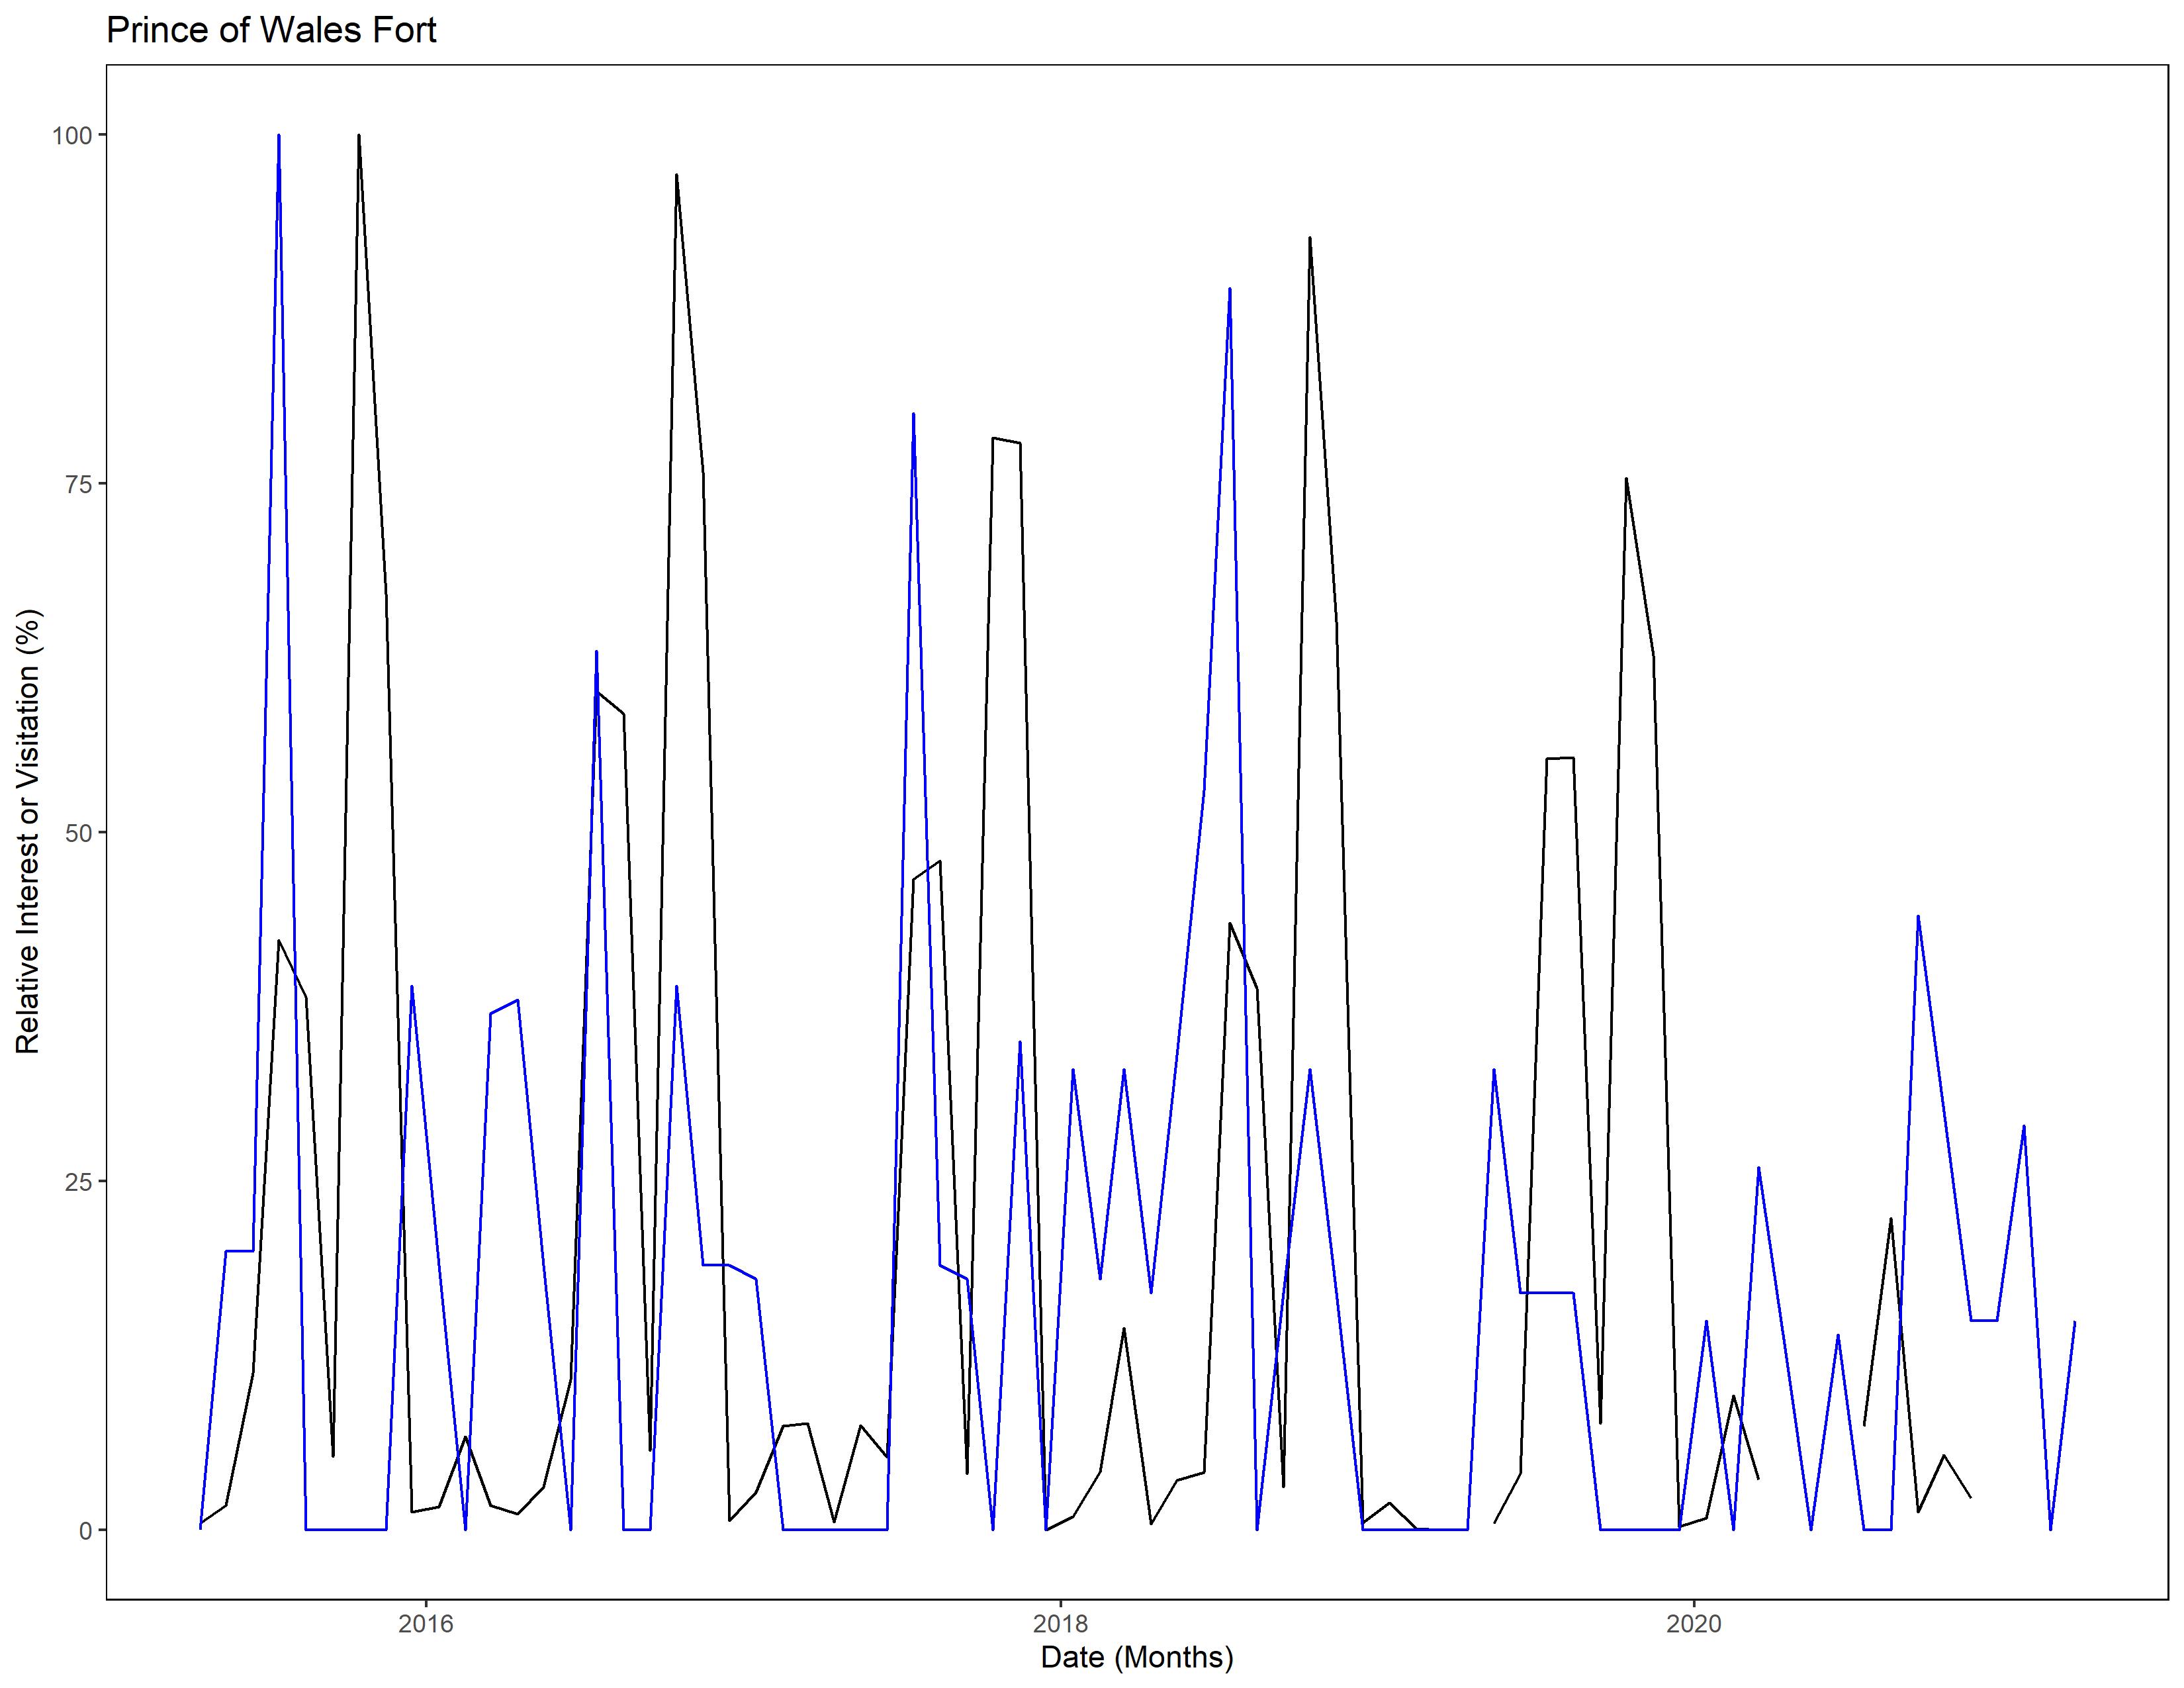 Prince of Wales Fort
100
75
50
25
0
Relative Interest or Visitation (%)
2016
2018
2020
Date (Months)